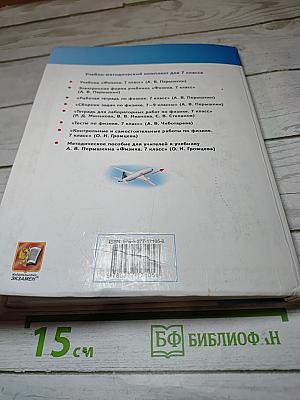 Учебно-методический комплект для 7 класса
Учебник «Физика. 7 класс» (А. В. Перышкин)
Электронная форма учебника «Физика. 7 класс»
(А. В. Перышкин)
«Рабочая тетрадь по физике. 7 класс» (А. В. Перышкин)
«Сборник задач по физике. 7–9 классы» (А. В. Перышкин)
«Тетрадь для лабораторных работ по физике. 7 класс»
(Р. Д. Минькова, В. В. Иванова, С. В. Степанов)
«Тесты по физике. 7 класс» (А. В. Чеботарева)
«Контрольные и самостоятельные работы по физике.
7 класс» (О. И. Громцева)
Методическое пособие для учителей к учебнику
А. В. Перышкина «Физика. 7 класс» (О. И. Громцева)
ЭКЗАМЕН
15 см
БФ БИБЛИОФ